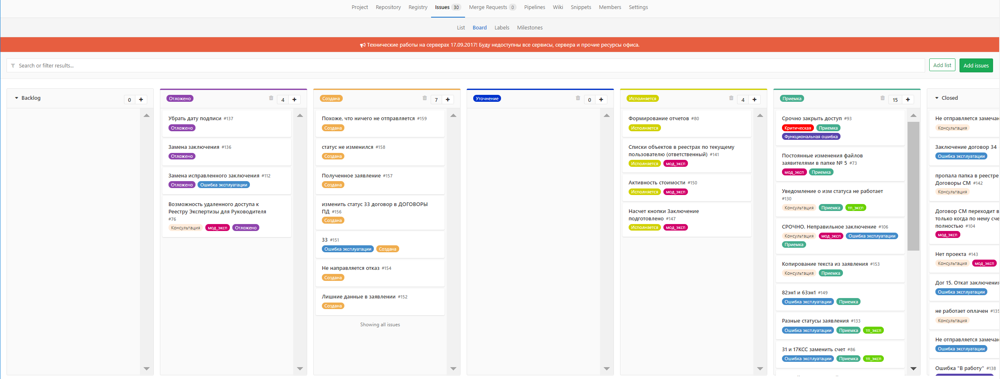 Project Repository Registry Issues 30 Merge Requests 0 Pipelines Wiki Snippets Members Settings
List Board Labels Milestones
Технические работы на серверах 17.09.2017! Буду недоступны все сервисы, сервера и прочие ресурсы офиса.
Search or filter results...
Add list
Add issues
Backlog 0
Отложено 4
Убрать дату подписи #137
Отложено
Замена заключения #136
Отложено
Замена исправленного заключения #112
Отложено Ошибка эксплуатации
Возможность удаленного доступа к
Реестру Экспертизы для Руководителя
#76
Консультация мод_эксп Отложено
Создана 7
Похоже, что ничего не отправляется #159
Создана
статус не изменился #158
Создана
Полученное заявление #157
Создана
изменить статус 33 договор в ДОГОВОРЫ
ПД #156
Создана
33 #151
Ошибка эксплуатации Создана
Не направляется отказ #154
Создана
Лишние данные в заявлении #152
Создана
Showing all issues
Уточнение 0
Исполняется 4
Формирование отчетов #80
Исполняется
Списки объектов в реестрах по текущему
пользователю (ответственный) #141
Исполняется мод_эксп
Активность стоимости #150
Исполняется мод_эксп
Насчет кнопки Заключение
подготовлено #147
Исполняется мод_эксп
Приемка 15
Срочно закрыть доступ #93
Критическая Приемка
Функциональная ошибка
Постоянные изменения файлов
заявителями в папке № 5 #73
мод_эксп Приемка
Уведомление о изм статуса не работает
#130
Консультация Приемка тп_эксп
СРОЧНО. Неправильное заключение #106
Консультация мод_эксп Ошибка эксплуатации
Приемка
Копирование текста из заявления #153
Консультация Приемка
82эн1 и 63эн1 #149
Ошибка эксплуатации Приемка
Разные статусы заявления #133
Ошибка эксплуатации Приемка тп_эксп
31 и 17КСС заменить счет #86
Ошибка эксплуатации Приемка тп_эксп
Closed
Не отправляется замечан
Консультация
Заключение договор 34
Ошибка эксплуатации
пропала папка в реестре
Договоры СМ #142
Консультация
Договор СМ переходит в
только когда по нему сче
полностью #104
мод_эксп
Нет проекта #143
Консультация мод_эксп
Дог 15. Откат заключения
Ошибка эксплуатации
не работает оплачен #135
Консультация
Не отправляется замечан
Ошибка эксплуатации
Ошибка "В работу" #138